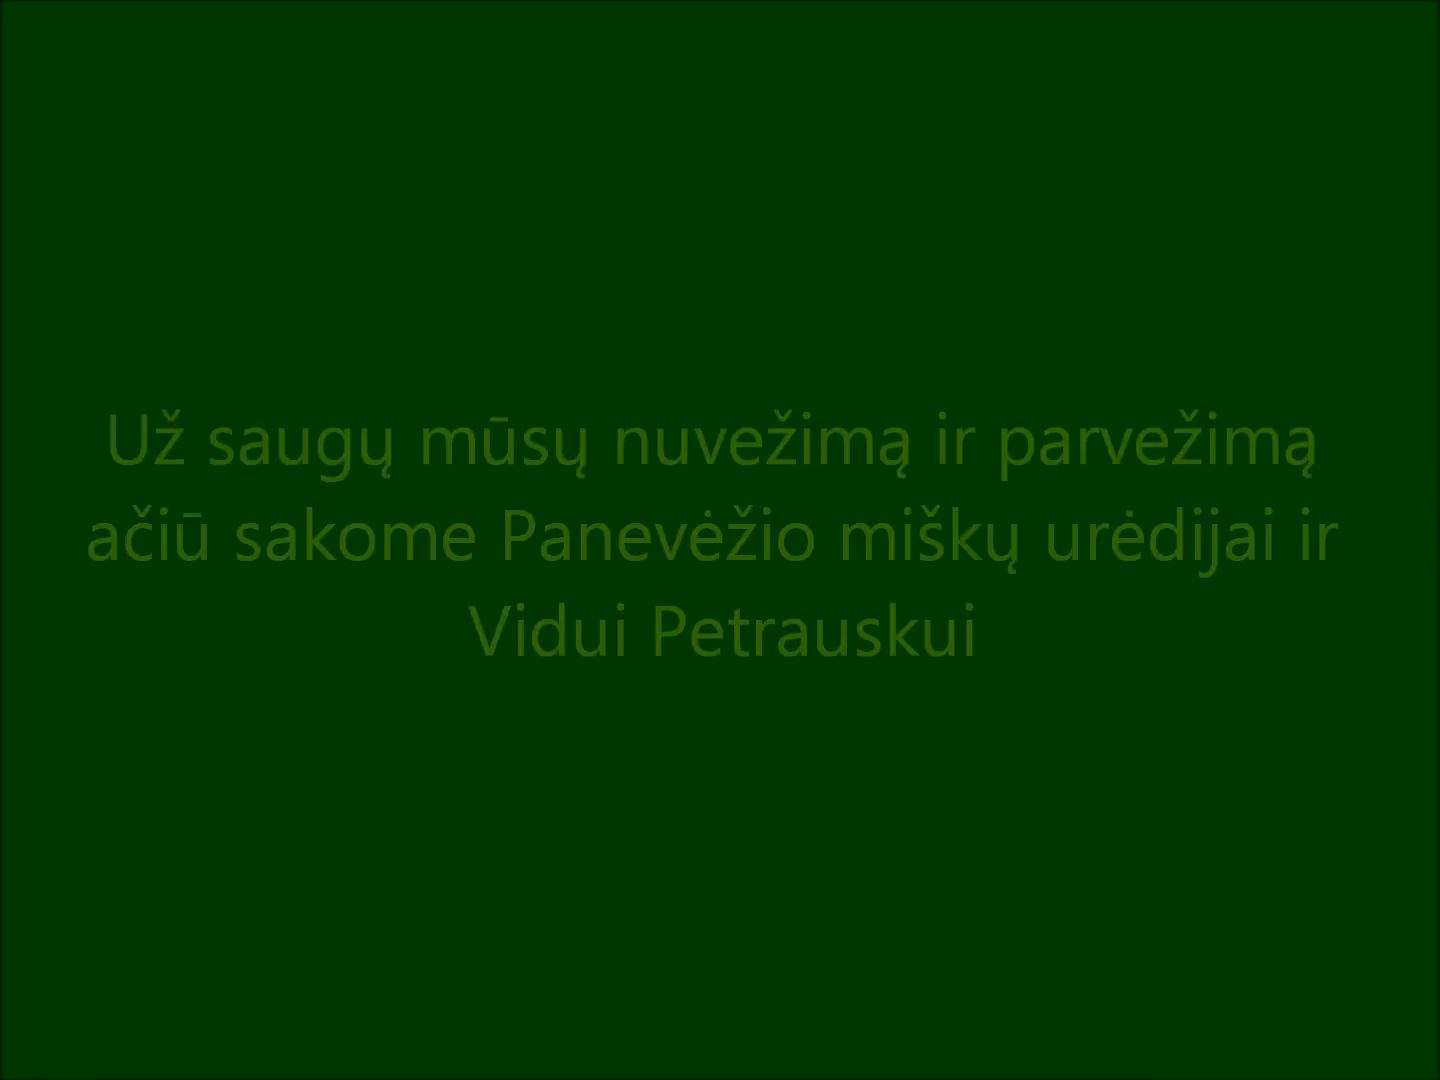 Už saugų mūsų nuvežimą ir parvežimą
ačiū sakome Panevėžio miškų urėdijai ir
Vidui Petrauskui